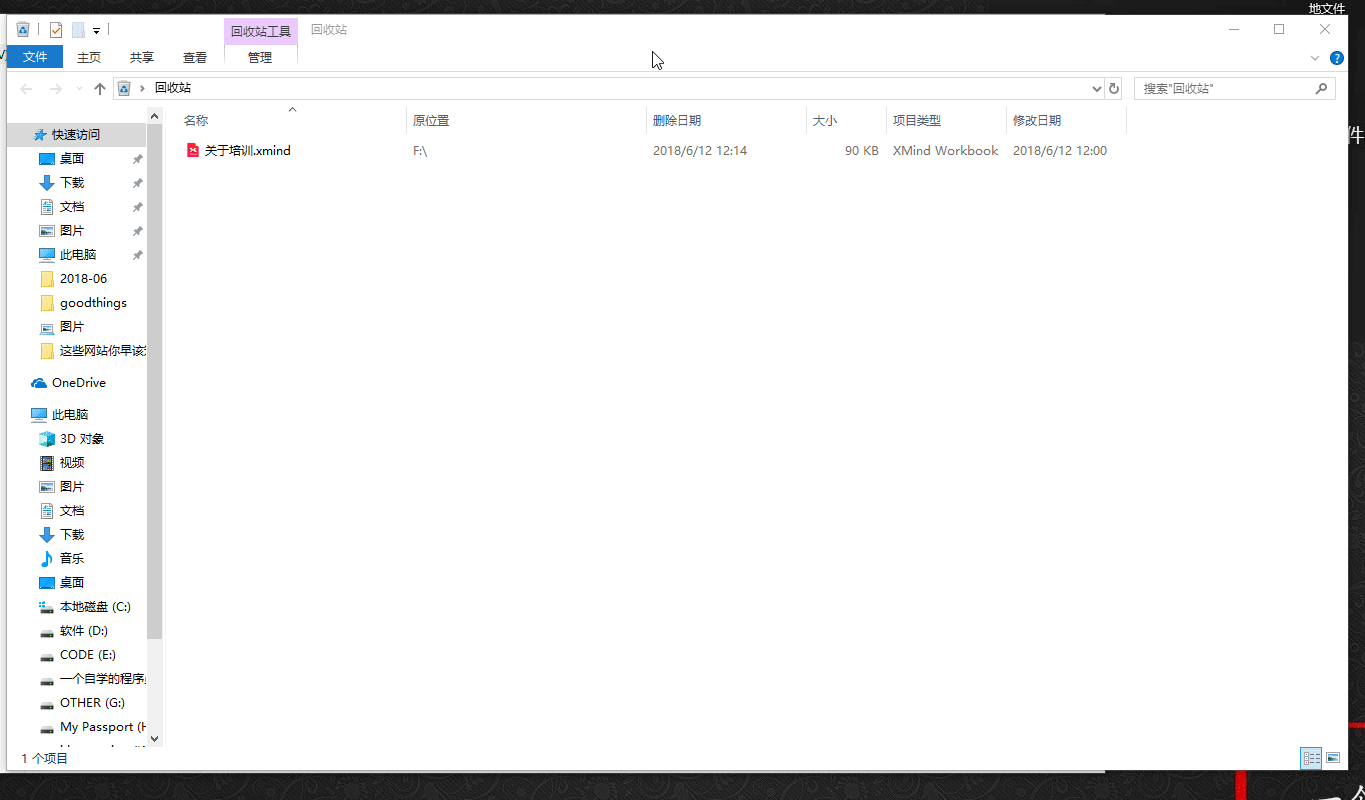 地文件
回收站工具 回收站
文件 主页 共享 查看 管理
回收站
搜索"回收站"
名称 原位置 删除日期 大小 项目类型 修改日期
关于培训.xmind F:\ 2018/6/12 12:14 90 KB XMind Workbook 2018/6/12 12:00
快速访问
桌面
下载
文档
图片
此电脑
2018-06
goodthings
图片
这些网站你早该
OneDrive
此电脑
3D 对象
视频
图片
文档
下载
音乐
桌面
本地磁盘 (C:)
软件 (D:)
CODE (E:)
一个自学的程序
OTHER (G:)
My Passport (H
1 个项目
件